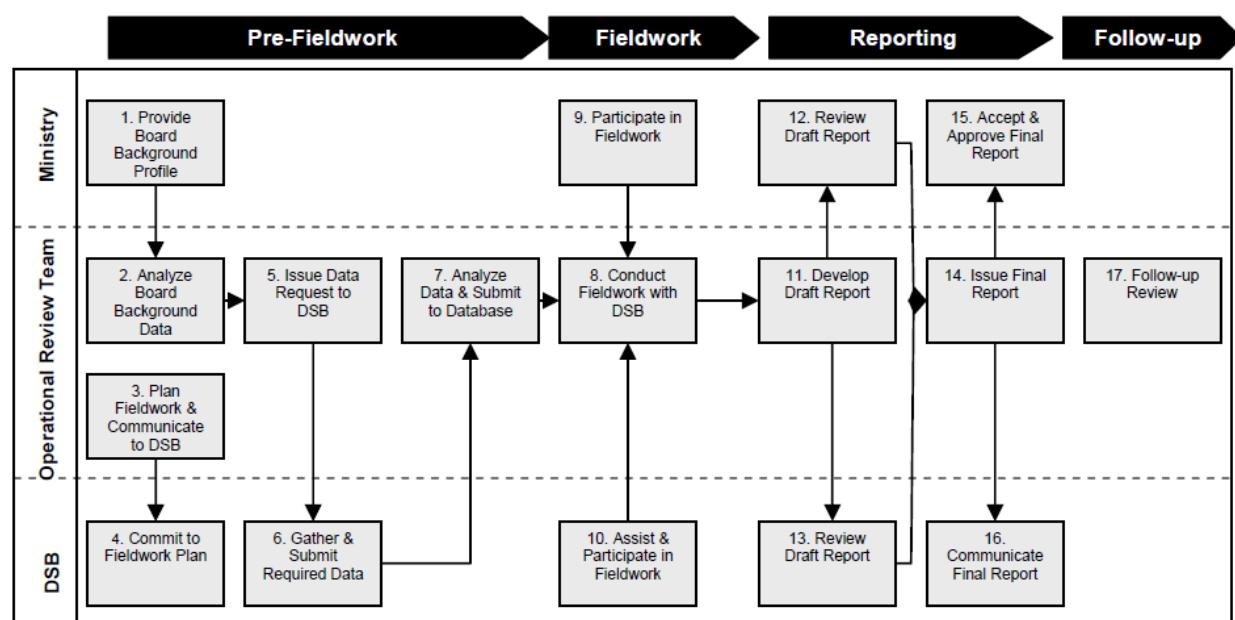 Pre-Fieldwork
Fieldwork
Reporting
Follow-up
Ministry
1. Provide
Board
Background
Profile
9. Participate in
Fieldwork
12. Review
Draft Report
15. Accept &
Approve Final
Report
Operational Review Team
2. Analyze
Board
Background
Data
5. Issue Data
Request to
DSB
7. Analyze
Data & Submit
to Database
8. Conduct
Fieldwork with
DSB
11. Develop
Draft Report
14. Issue Final
Report
17. Follow-up
Review
3. Plan
Fieldwork &
Communicate
to DSB
DSB
4. Commit to
Fieldwork Plan
6. Gather &
Submit
Required Data
10. Assist &
Participate in
Fieldwork
13. Review
Draft Report
16.
Communicate
Final Report